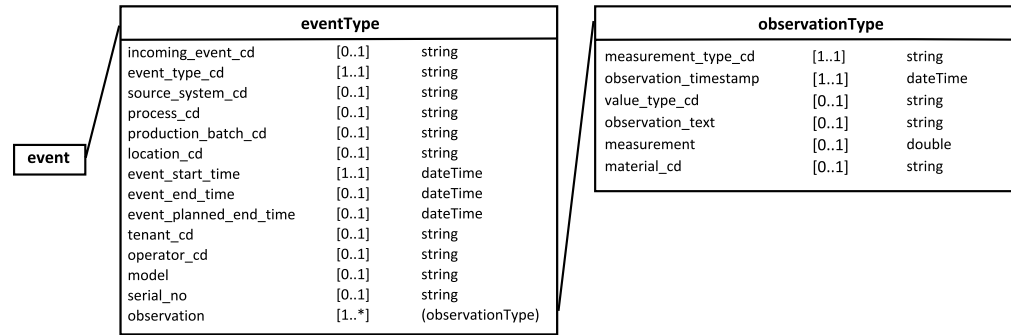 event
eventType
incoming_event_cd [0..1] string
event_type_cd [1..1] string
source_system_cd [0..1] string
process_cd [0..1] string
production_batch_cd [0..1] string
location_cd [0..1] string
event_start_time [1..1] dateTime
event_end_time [0..1] dateTime
event_planned_end_time [0..1] dateTime
tenant_cd [0..1] string
operator_cd [0..1] string
model [0..1] string
serial_no [0..1] string
observation [1..*] (observationType)
observationType
measurement_type_cd [1..1] string
observation_timestamp [1..1] dateTime
value_type_cd [0..1] string
observation_text [0..1] string
measurement [0..1] double
material_cd [0..1] string